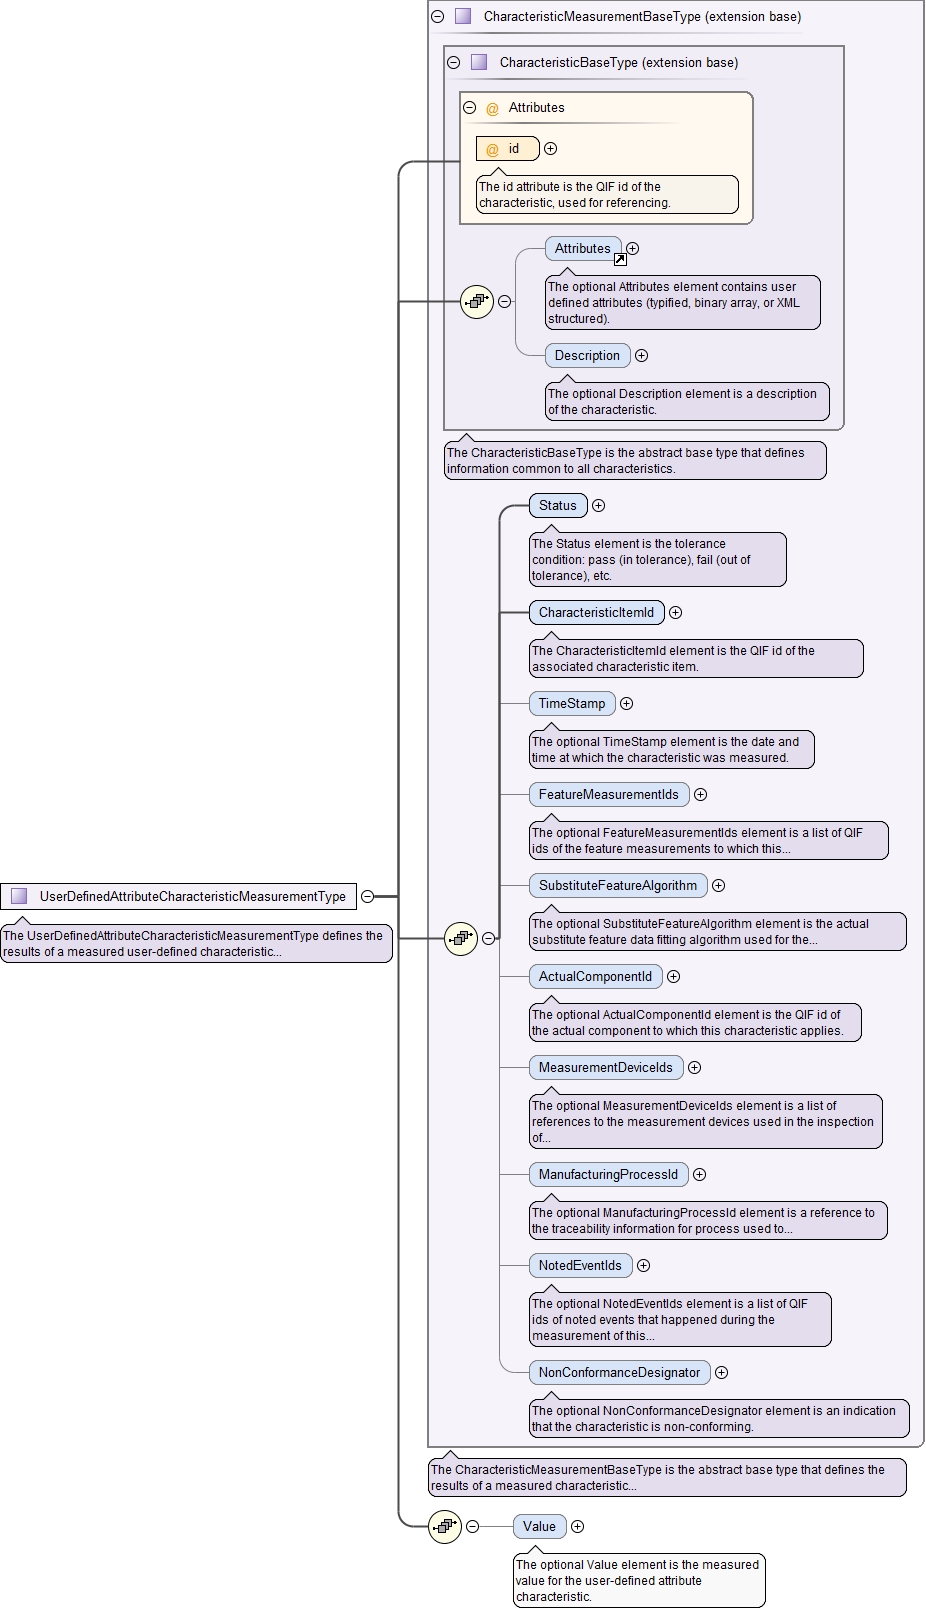 CharacteristicMeasurementBaseType (extension base)
CharacteristicBaseType (extension base)
@ Attributes
@ id
The id attribute is the QIF id of the
characteristic, used for referencing.
Attributes
The optional Attributes element contains user
defined attributes (typified, binary array, or XML
structured).
Description
The optional Description element is a description
of the characteristic.
The CharacteristicBaseType is the abstract base type that defines
information common to all characteristics.
Status
The Status element is the tolerance
condition: pass (in tolerance), fail (out of
tolerance), etc.
CharacteristicItemId
The CharacteristicItemId element is the QIF id of the
associated characteristic item.
TimeStamp
The optional TimeStamp element is the date and
time at which the characteristic was measured.
FeatureMeasurementIds
The optional FeatureMeasurementIds element is a list of QIF
ids of the feature measurements to which this...
SubstituteFeatureAlgorithm
The optional SubstituteFeatureAlgorithm element is the actual
substitute feature data fitting algorithm used for the...
UserDefinedAttributeCharacteristicMeasurementType
The UserDefinedAttributeCharacteristicMeasurementType defines the
results of a measured user-defined characteristic...
ActualComponentId
The optional ActualComponentId element is the QIF id of
the actual component to which this characteristic applies.
MeasurementDeviceIds
The optional MeasurementDeviceIds element is a list of
references to the measurement devices used in the inspection
of...
ManufacturingProcessId
The optional ManufacturingProcessId element is a reference to
the traceability information for process used to...
NotedEventIds
The optional NotedEventIds element is a list of QIF
ids of noted events that happened during the
measurement of this...
NonConformanceDesignator
The optional NonConformanceDesignator element is an indication
that the characteristic is non-conforming.
The CharacteristicMeasurementBaseType is the abstract base type that defines the
results of a measured characteristic...
Value
The optional Value element is the measured
value for the user-defined attribute
characteristic.